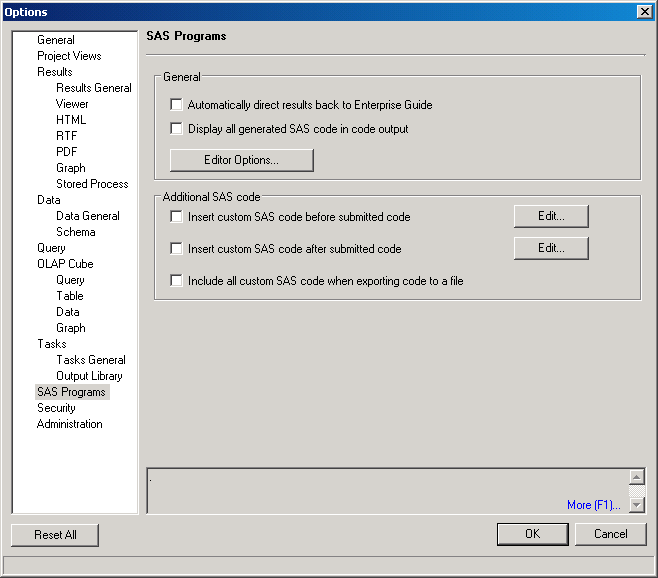 Options
General
Project Views
Results
Results General
Viewer
HTML
RTF
PDF
Graph
Stored Process
Data
Data General
Schema
Query
OLAP Cube
Query
Table
Data
Graph
Tasks
Tasks General
Output Library
SAS Programs
Security
Administration
SAS Programs
General
Automatically direct results back to Enterprise Guide
Display all generated SAS code in code output
Editor Options...
Additional SAS code
Insert custom SAS code before submitted code Edit...
Insert custom SAS code after submitted code Edit...
Include all custom SAS code when exporting code to a file
.
More (F1)...
Reset All OK Cancel